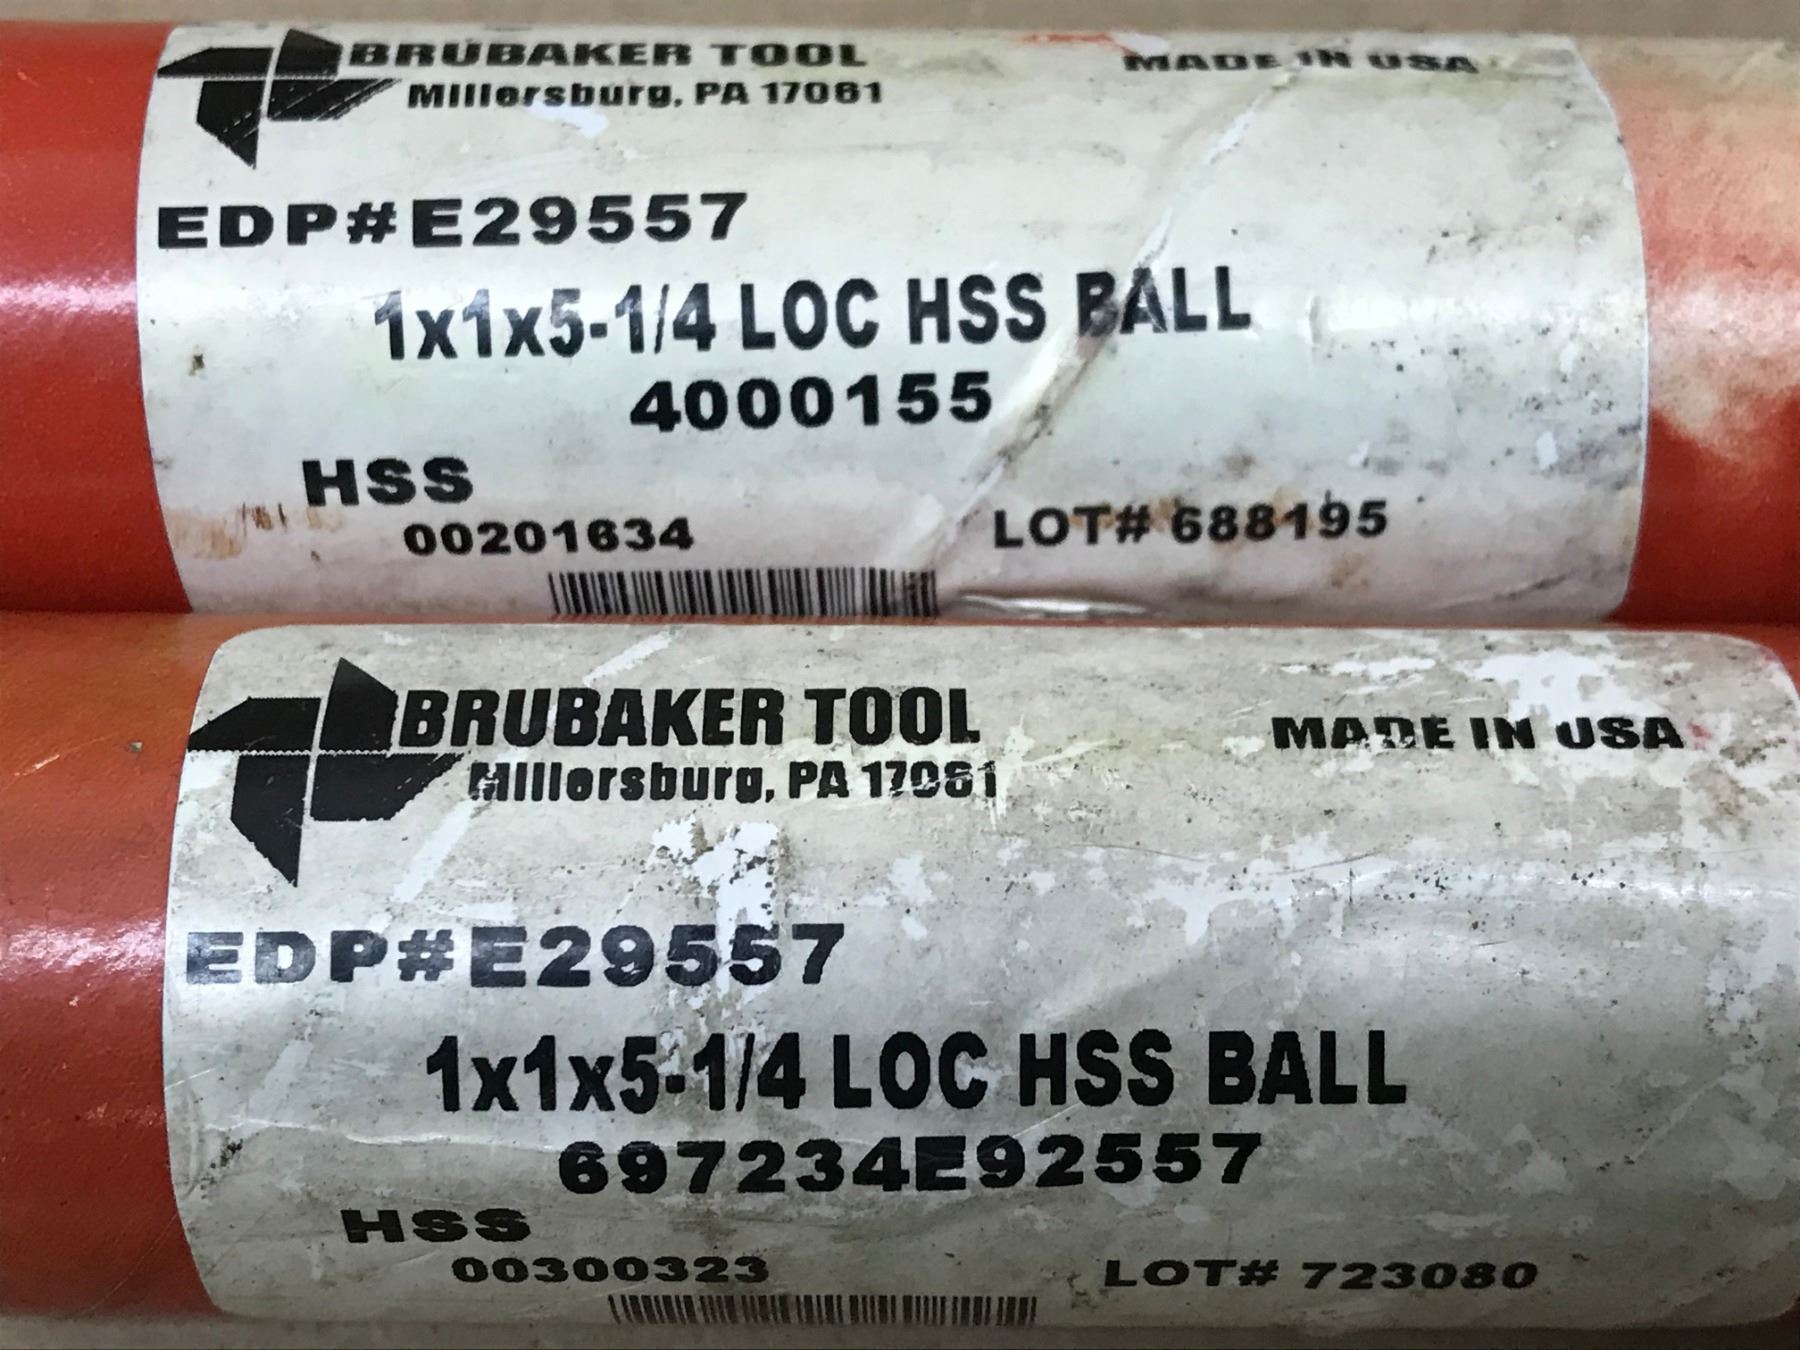 BRUBAKER TOOL
MADE IN USA
Millersburg, PA 17061
EDP#E29557
1x1x5-1/4 LOC HSS BALL
4000155
HSS
00201634
LOT# 688195
BRUBAKER TOOL
MADE IN USA
Millersburg, PA 17061
EDP#E29557
1x1x5-1/4 LOC HSS BALL
697234E92557
HSS
00300323
LOT# 723080